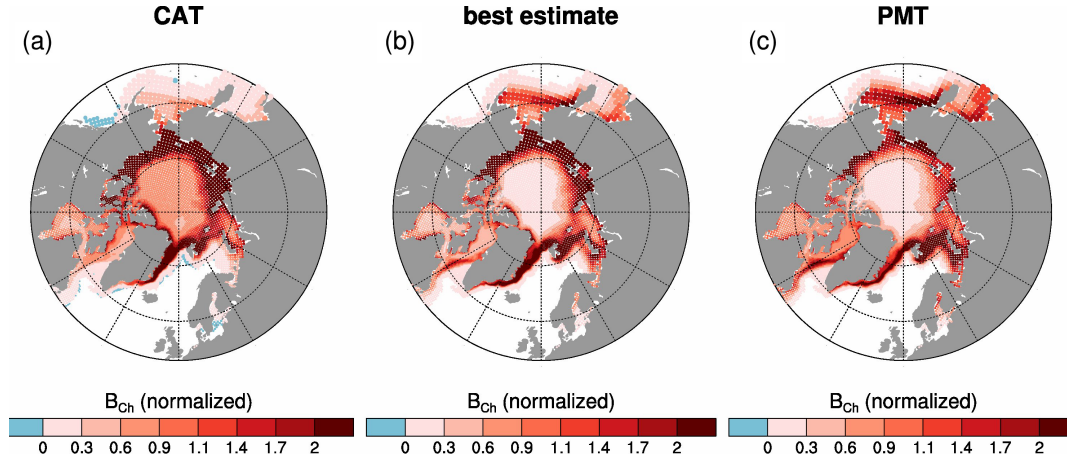 CAT best estimate PMT
(a) (b) (c)
B_Ch (normalized) B_Ch (normalized) B_Ch (normalized)
0 0.3 0.6 0.9 1.1 1.4 1.7 2 0 0.3 0.6 0.9 1.1 1.4 1.7 2 0 0.3 0.6 0.9 1.1 1.4 1.7 2